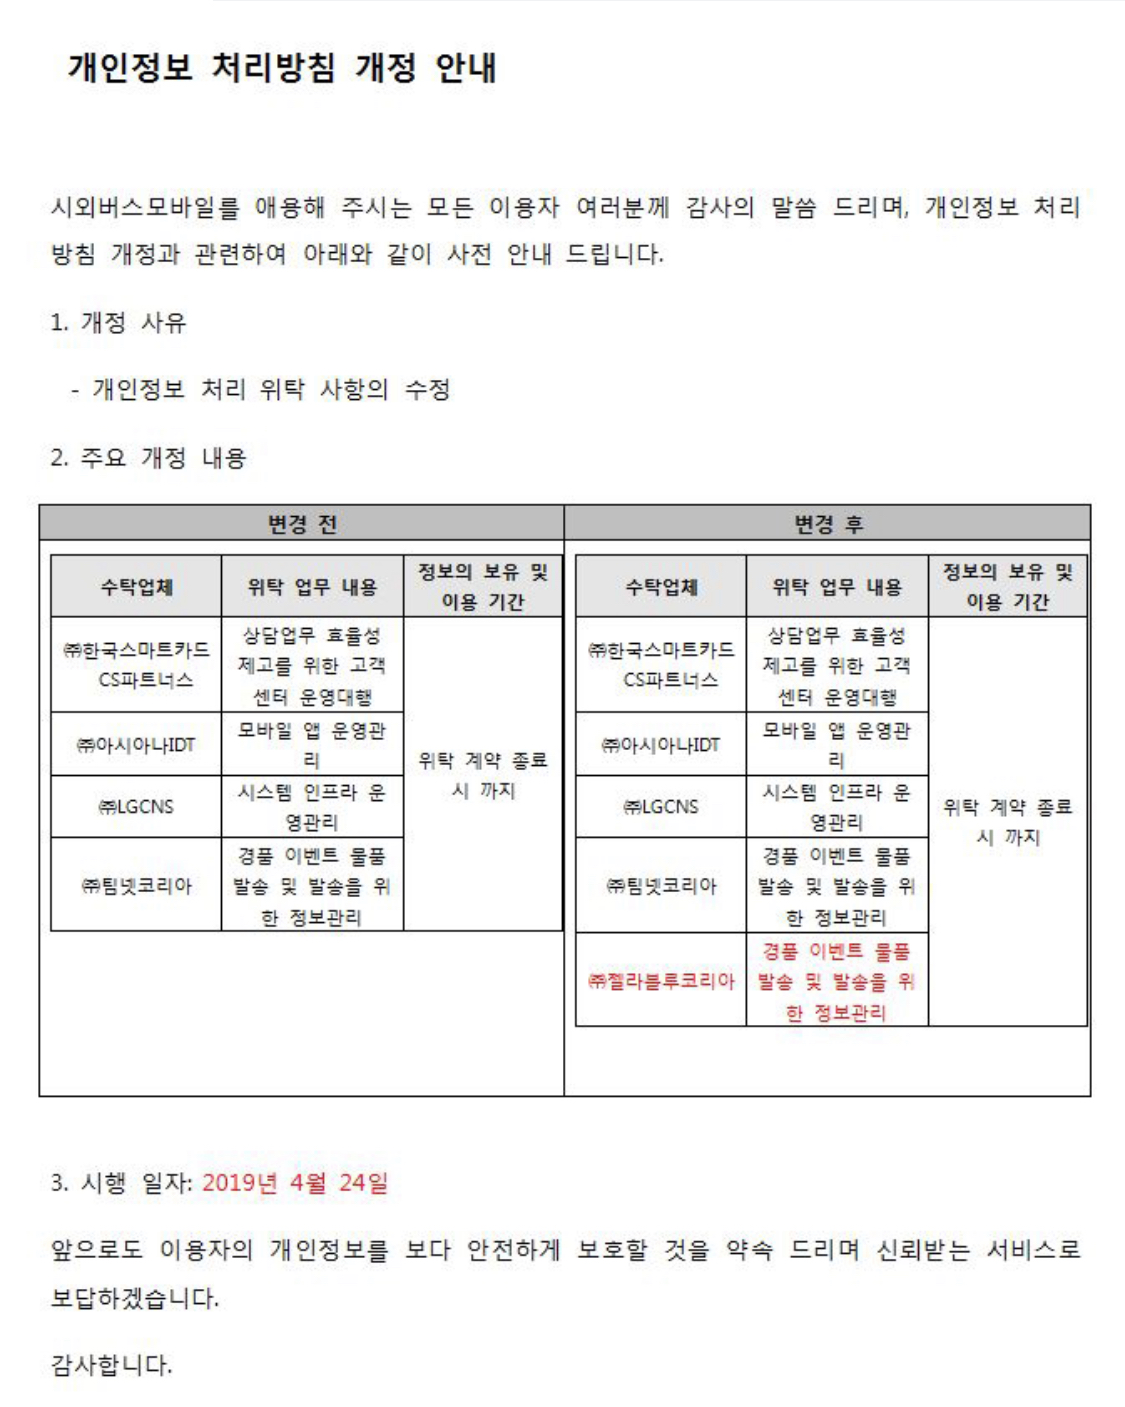 개인정보 처리방침 개정 안내
시외버스모바일를 애용해 주시는 모든 이용자 여러분께 감사의 말씀 드리며, 개인정보 처리
방침 개정과 관련하여 아래와 같이 사전 안내 드립니다.
1. 개정 사유
- 개인정보 처리 위탁 사항의 수정
2. 주요 개정 내용
변경 전
수탁업체 위탁 업무 내용 정보의 보유 및
이용 기간
㈜한국스마트카드
CS파트너스
상담업무 효율성
제고를 위한 고객
센터 운영대행
㈜아시아나IDT
모바일 앱 운영관
리
㈜LGCNS
시스템 인프라 운
영관리
㈜팀넷코리아
경품 이벤트 물품
발송 및 발송을 위
한 정보관리
위탁 계약 종료
시 까지
변경 후
수탁업체 위탁 업무 내용 정보의 보유 및
이용 기간
㈜한국스마트카드
CS파트너스
상담업무 효율성
제고를 위한 고객
센터 운영대행
㈜아시아나IDT
모바일 앱 운영관
리
㈜LGCNS
시스템 인프라 운
영관리
㈜팀넷코리아
경품 이벤트 물품
발송 및 발송을 위
한 정보관리
㈜젤라블루코리아
경품 이벤트 물품
발송 및 발송을 위
한 정보관리
위탁 계약 종료
시 까지
3. 시행 일자: 2019년 4월 24일
앞으로도 이용자의 개인정보를 보다 안전하게 보호할 것을 약속 드리며 신뢰받는 서비스로
보답하겠습니다.
감사합니다.